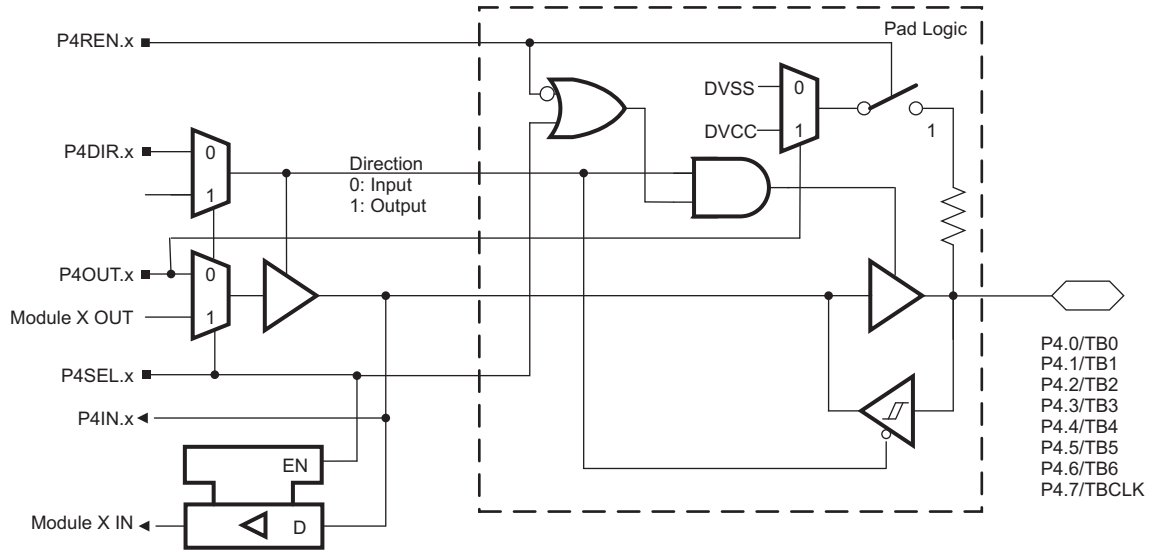 P4REN.x
Pad Logic
DVSS
0
DVCC
1
1
P4DIR.x
0
1
Direction
0: Input
1: Output
P4OUT.x
0
Module X OUT
1
P4SEL.x
P4IN.x
EN
Module X IN
D
P4.0/TB0
P4.1/TB1
P4.2/TB2
P4.3/TB3
P4.4/TB4
P4.5/TB5
P4.6/TB6
P4.7/TBCLK